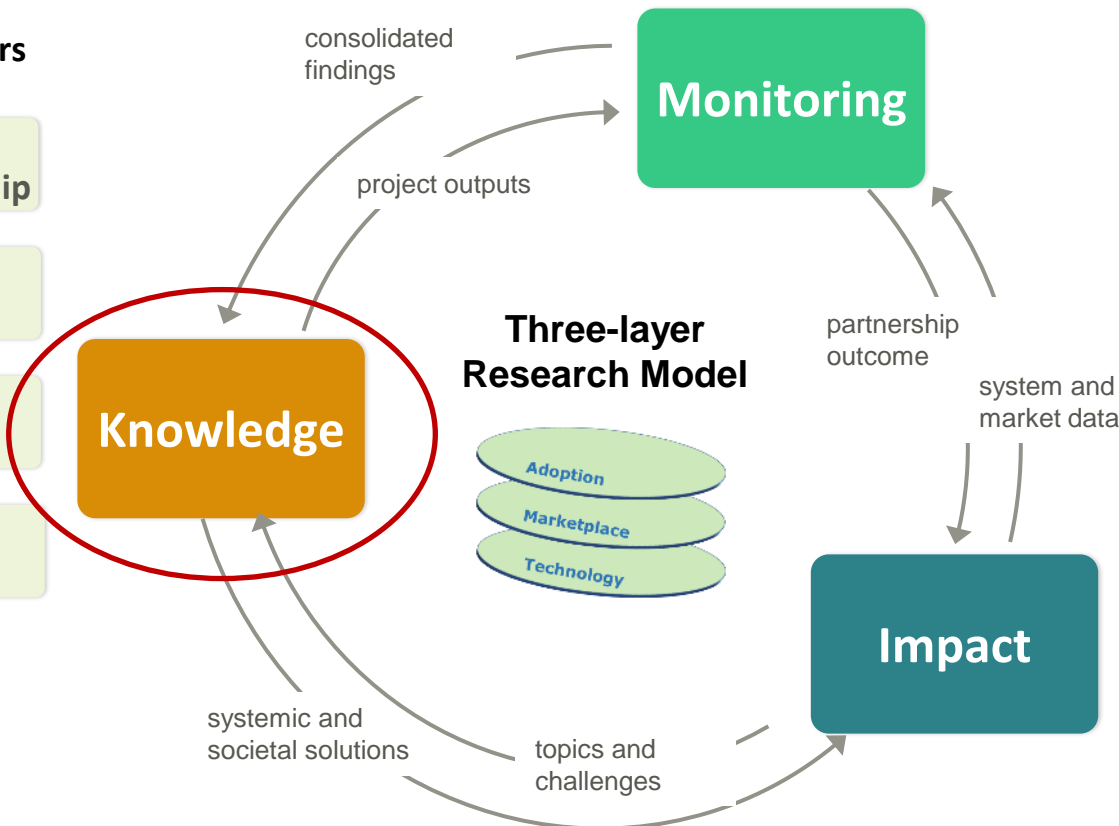 rs
ip
consolidated
findings
Monitoring
project outputs
Three-layer
Research Model
partnership
outcome
system and
market data
Knowledge
Adoption
Marketplace
Technology
Impact
systemic and
societal solutions
topics and
challenges